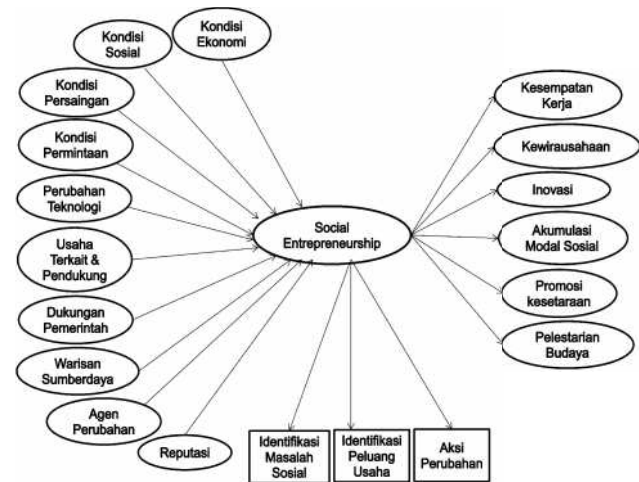 Kondisi
Ekonomi
Kondisi
Sosial
Kondisi
Persaingan
Kondisi
Permintaan
Perubahan
Teknologi
Usaha
Terkait &
Pendukung
Dukungan
Pemerintah
Warisan
Sumberdaya
Agen
Perubahan
Reputasi
Social
Entrepreneurship
Identifikasi
Masalah
Sosial
Identifikasi
Peluang
Usaha
Aksi
Perubahan
Kesempatan
Kerja
Kewirausahaan
Inovasi
Akumulasi
Modal Sosial
Promosi
kesetaraan
Pelestarian
Budaya